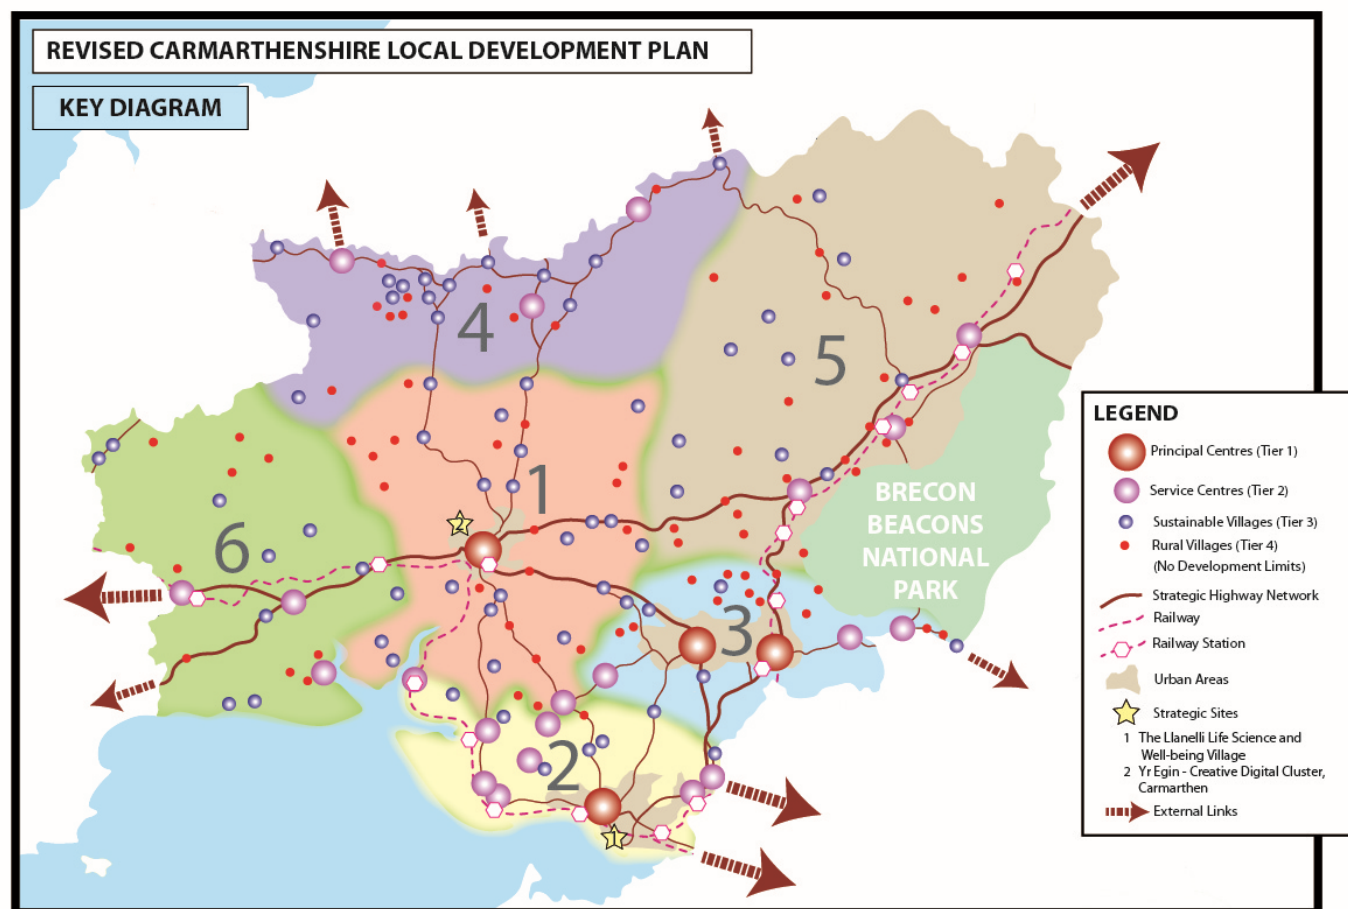 REVISED CARMARTHENSHIRE LOCAL DEVELOPMENT PLAN
KEY DIAGRAM
4
5
1
2
6
3
2
1
BRECON
BEACONS
NATIONAL
PARK
LEGEND
Principal Centres (Tier 1)
Service Centres (Tier 2)
Sustainable Villages (Tier 3)
Rural Villages (Tier 4)
(No Development Limits)
Strategic Highway Network
Railway
Railway Station
Urban Areas
Strategic Sites
1 The Llanelli Life Science and
Well-being Village
2 Yr Egin - Creative Digital Cluster,
Carmarthen
External Links